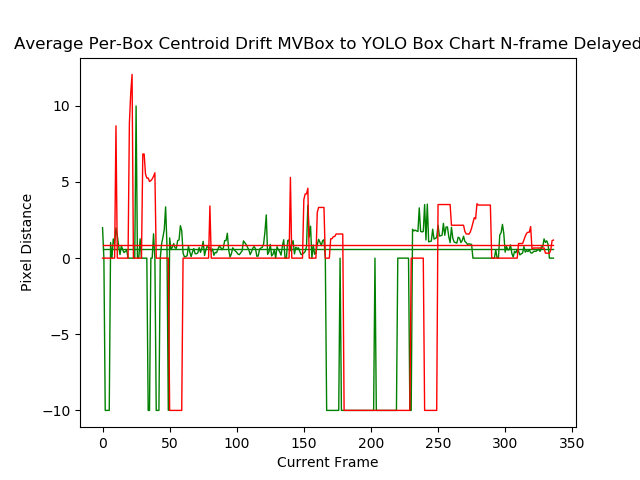 Average Per-Box Centroid Drift MVBox to YOLO Box Chart N-frame Delayed
10
5
0
−5
−10
Pixel Distance
0 50 100 150 200 250 300 350
Current Frame